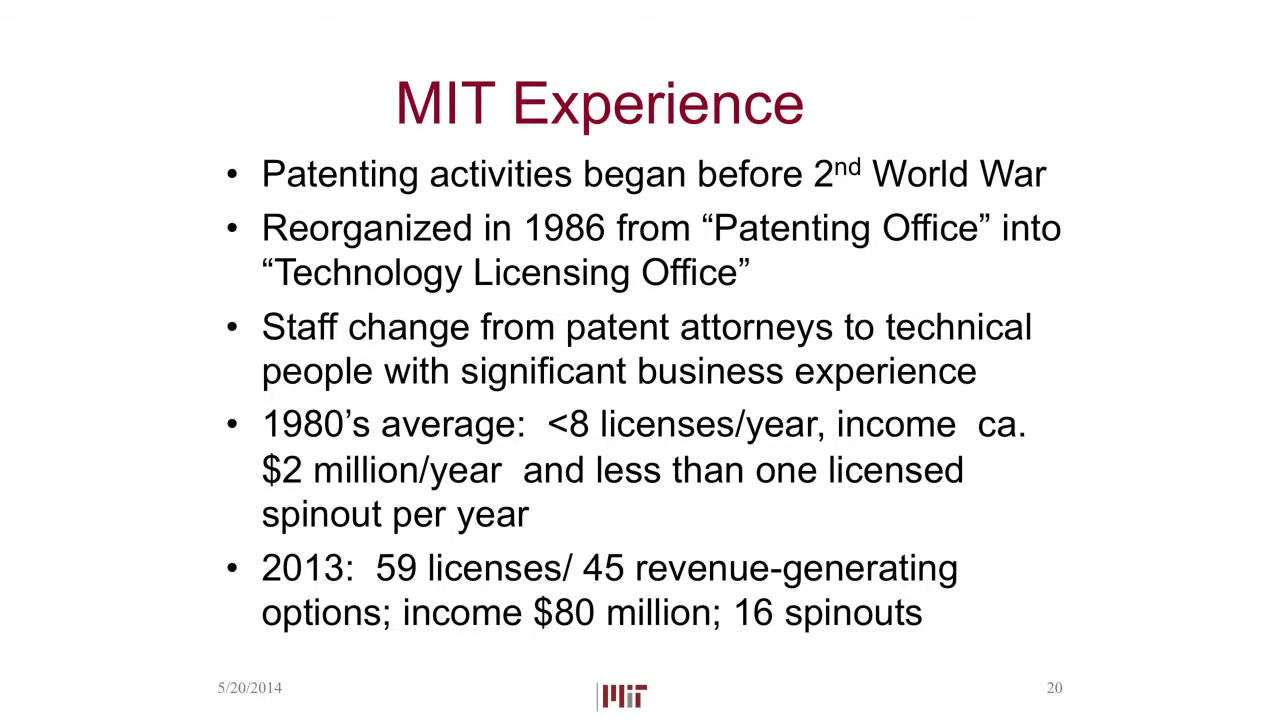 MIT Experience
• Patenting activities began before 2nd World War
• Reorganized in 1986 from “Patenting Office” into
“Technology Licensing Office”
• Staff change from patent attorneys to technical
people with significant business experience
• 1980’s average:  <8 licenses/year, income  ca.
$2 million/year  and less than one licensed
spinout per year
• 2013:  59 licenses/ 45 revenue-generating
options; income $80 million; 16 spinouts
5/20/2014
MIT
20